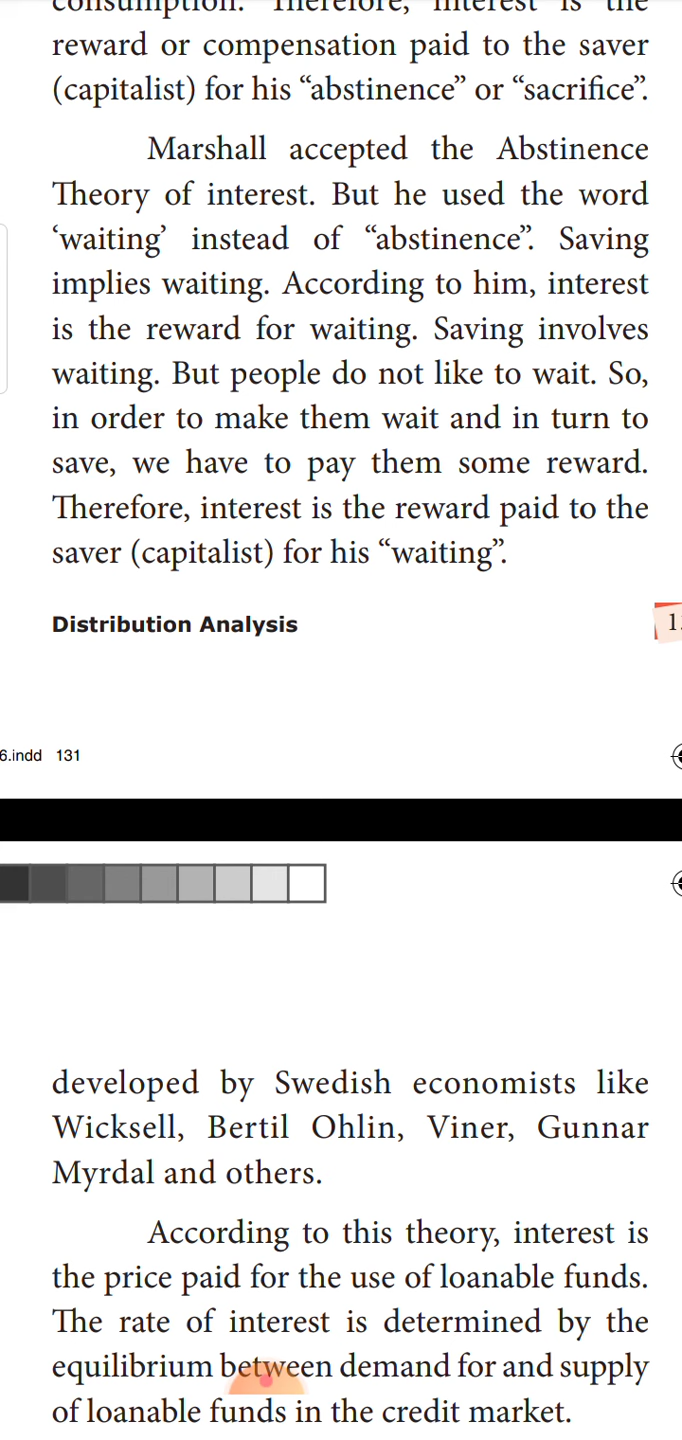 consumption. Therefore, interest is the
reward or compensation paid to the saver
(capitalist) for his “abstinence” or “sacrifice”.
Marshall accepted the Abstinence
Theory of interest. But he used the word
‘waiting’ instead of “abstinence”. Saving
implies waiting. According to him, interest
is the reward for waiting. Saving involves
waiting. But people do not like to wait. So,
in order to make them wait and in turn to
save, we have to pay them some reward.
Therefore, interest is the reward paid to the
saver (capitalist) for his “waiting”.
Distribution Analysis
6.indd 131
developed by Swedish economists like
Wicksell, Bertil Ohlin, Viner, Gunnar
Myrdal and others.
According to this theory, interest is
the price paid for the use of loanable funds.
The rate of interest is determined by the
equilibrium between demand for and supply
of loanable funds in the credit market.